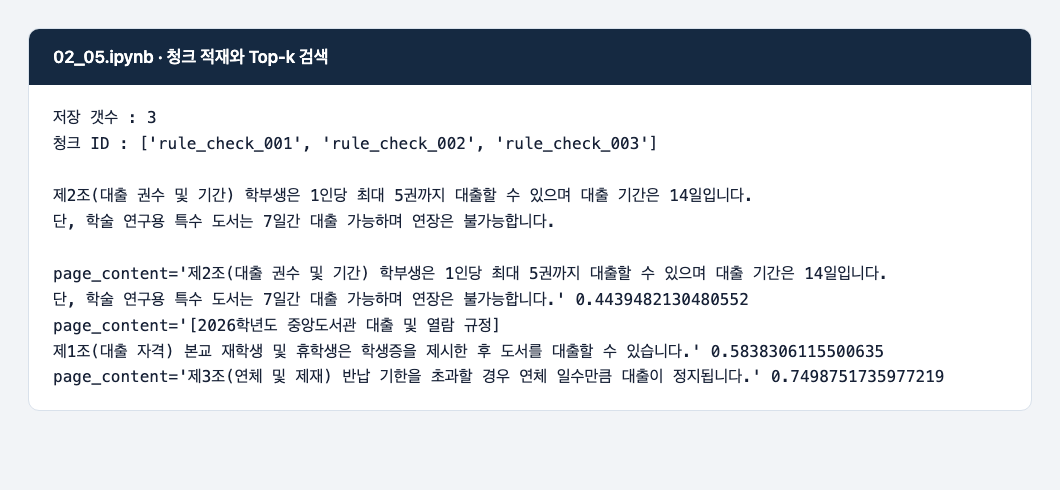 02_05.ipynb · 청크 적재와 Top-k 검색
저장 갯수 : 3
청크 ID : ['rule_check_001', 'rule_check_002', 'rule_check_003']
제2조(대출 권수 및 기간) 학부생은 1인당 최대 5권까지 대출할 수 있으며 대출 기간은 14일입니다.
단, 학술 연구용 특수 도서는 7일간 대출 가능하며 연장은 불가능합니다.
page_content='제2조(대출 권수 및 기간) 학부생은 1인당 최대 5권까지 대출할 수 있으며 대출 기간은 14일입니다.
단, 학술 연구용 특수 도서는 7일간 대출 가능하며 연장은 불가능합니다.' 0.4439482130480552
page_content='[2026학년도 중앙도서관 대출 및 열람 규정]
제1조(대출 자격) 본교 재학생 및 휴학생은 학생증을 제시한 후 도서를 대출할 수 있습니다.' 0.5838306115500635
page_content='제3조(연체 및 제재) 반납 기한을 초과할 경우 연체 일수만큼 대출이 정지됩니다.' 0.7498751735977219